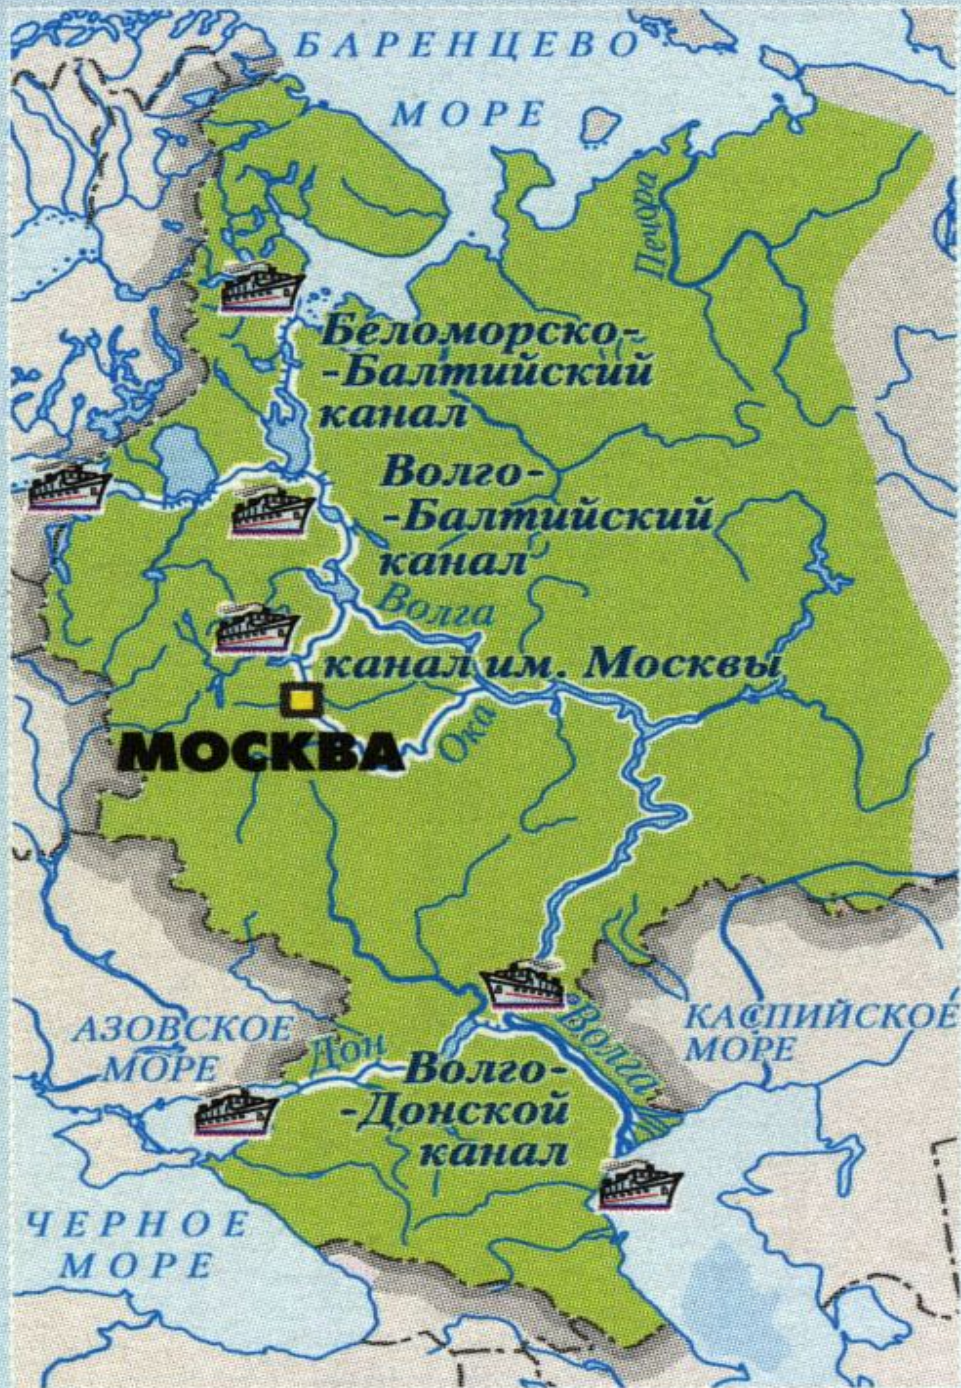 БАРЕНЦЕВО
МОРЕ
Печора
Беломорско-
-Балтийский
канал
Волго-
-Балтийский
канал
Волга
канал им. Москвы
МОСКВА
Ока
АЗОВСКОЕ
МОРЕ
Дон
Волга
КАСПИЙСКОЕ
МОРЕ
Волго-
-Донской
канал
ЧЕРНОЕ
МОРЕ